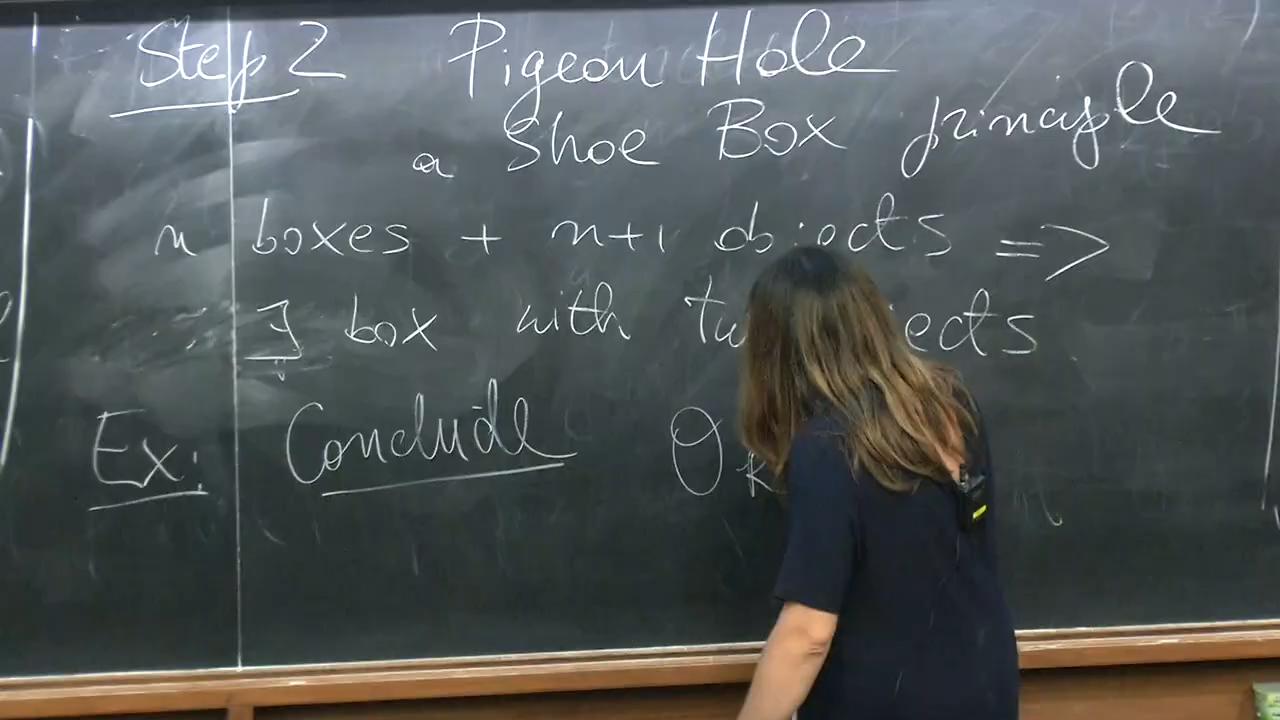 Step 2 Pigeon Hole
a Shoe Box principle
n boxes + n+1 objects =>
∃ box with
Ex: Conclude